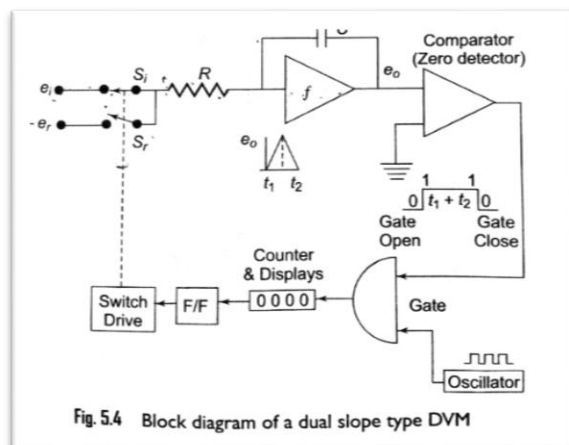 Comparator
(Zero detector)
eᵢ
Sᵢ
R
eₒ
f
-eᵣ
Sᵣ
eₒ
t₁ t₂
1 1
0 t₁ + t₂ 0
Gate Open
Gate Close
Counter
& Displays
Switch Drive
F/F
0000
Gate
Oscillator
Fig. 5.4 Block diagram of a dual slope type DVM